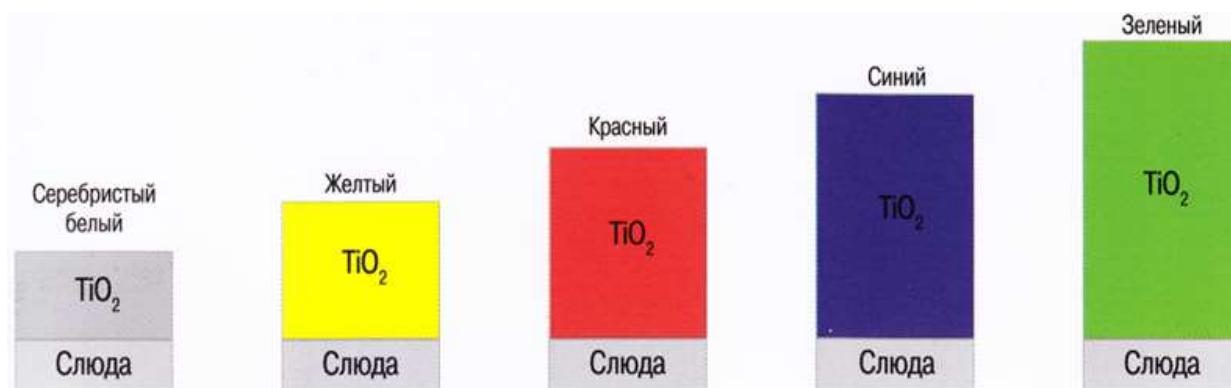 Серебристый
белый
TiO₂
Слюда
Желтый
TiO₂
Слюда
Красный
TiO₂
Слюда
Синий
TiO₂
Слюда
Зеленый
TiO₂
Слюда